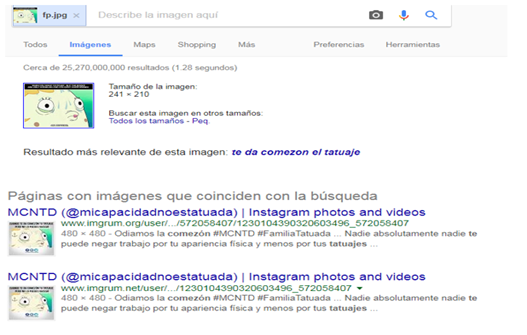 fp.jpg × Describe la imagen aquí
Todos Imágenes Maps Shopping Más Preferencias Herramientas
Cerca de 25,270,000,000 resultados (1.28 segundos)
Tamaño de la imagen:
241 × 210
Buscar esta imagen en otros tamaños:
Todos los tamaños - Peq.
Resultado más relevante de esta imagen: te da comezon el tatuaje
Páginas con imágenes que coinciden con la búsqueda
MCNTD (@micapacidadnoestatuada) | Instagram photos and videos
www.imgrum.org/user/.../572058407/1230104390320603496_572058407
480 × 480 - Odiamos la comezón #MCNTD #FamiliaTatuada ... Nadie absolutamente nadie te
puede negar trabajo por tu apariencia física y menos por tus tatuajes ...
MCNTD (@micapacidadnoestatuada) | Instagram photos and videos
www.imgrum.net/user/.../1230104390320603496_572058407
480 × 480 - Odiamos la comezón #MCNTD #FamiliaTatuada ... Nadie absolutamente nadie te
puede negar trabajo por tu apariencia física y menos por tus tatuajes ...